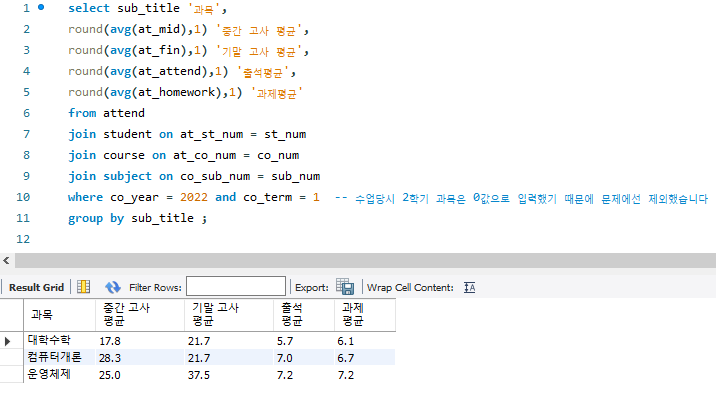 1 select sub_title '과목',
2 round(avg(at_mid),1) '중간 고사 평균',
3 round(avg(at_fin),1) '기말 고사 평균',
4 round(avg(at_attend),1) '출석평균',
5 round(avg(at_homework),1) '과제평균'
6 from attend
7 join student on at_st_num = st_num
8 join course on at_co_num = co_num
9 join subject on co_sub_num = sub_num
10 where co_year = 2022 and co_term = 1 -- 수업당시 2학기 과목은 0값으로 입력했기 때문에 문제에선 제외했습니다
11 group by sub_title ;
12
Result Grid Filter Rows: Export: Wrap Cell Content: IA
과목 중간 고사 평균 기말 고사 평균 출석 평균 과제 평균
대학수학 17.8 21.7 5.7 6.1
컴퓨터개론 28.3 21.7 7.0 6.7
운영체제 25.0 37.5 7.2 7.2